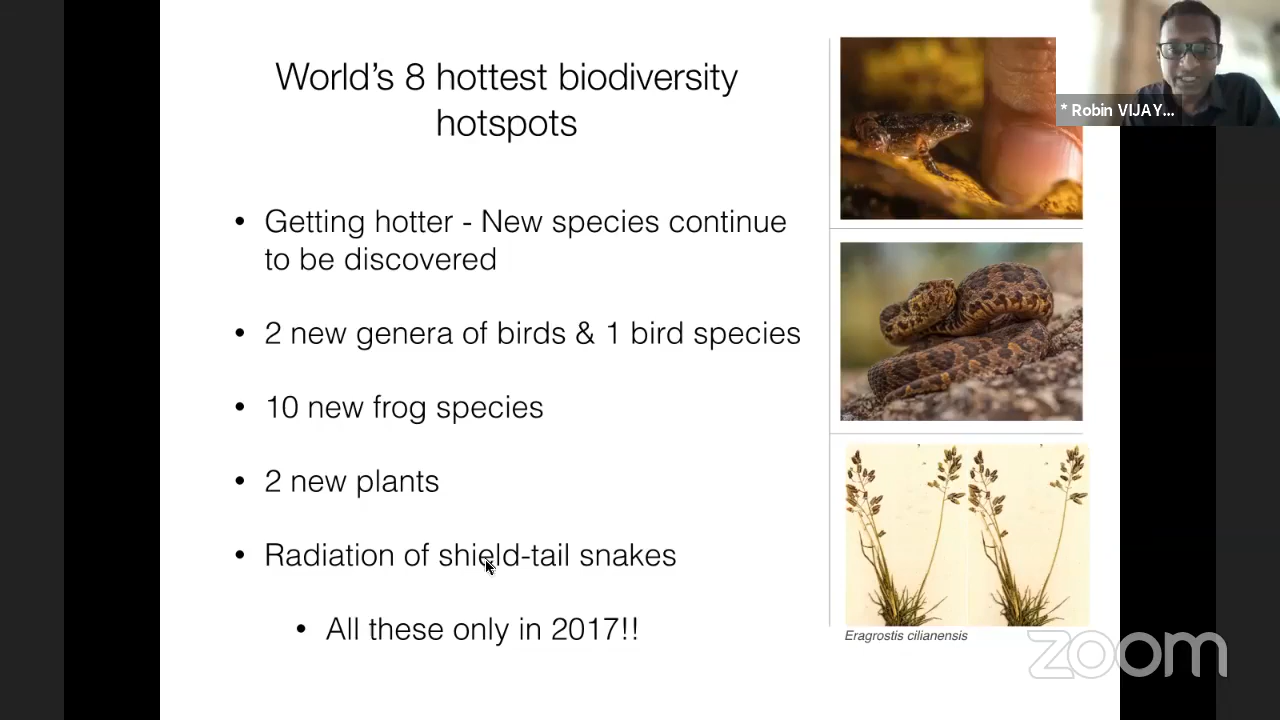 World's 8 hottest biodiversity
hotspots
• Getting hotter - New species continue
to be discovered
• 2 new genera of birds & 1 bird species
• 10 new frog species
• 2 new plants
• Radiation of shield-tail snakes
• All these only in 2017!!
* Robin VIJAY...
Eragrostis cilianensis
zoom